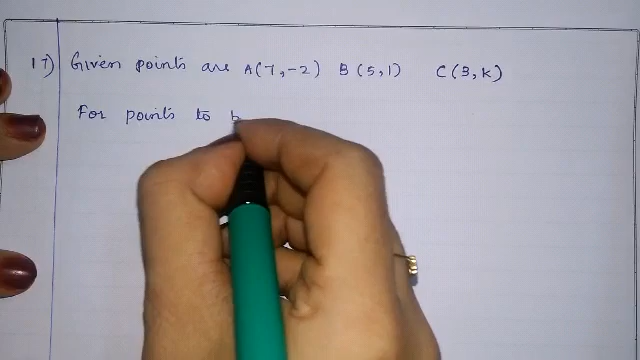 17) Given points are A(7,-2) B(5,1) C(3,K)
For points to b